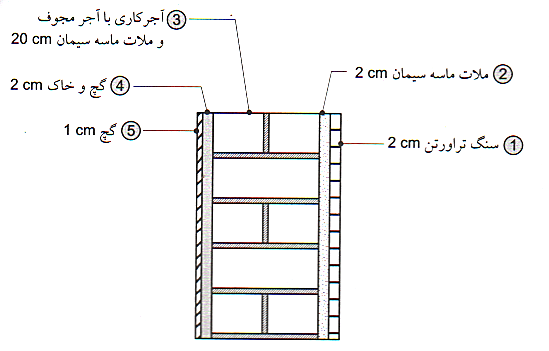 ① سنگ تراورتن 2 cm
② ملات ماسه سیمان 2 cm
③ آجرکاری با آجر مجوف
و ملات ماسه سیمان 20 cm
④ گچ و خاک 2 cm
⑤ گچ 1 cm